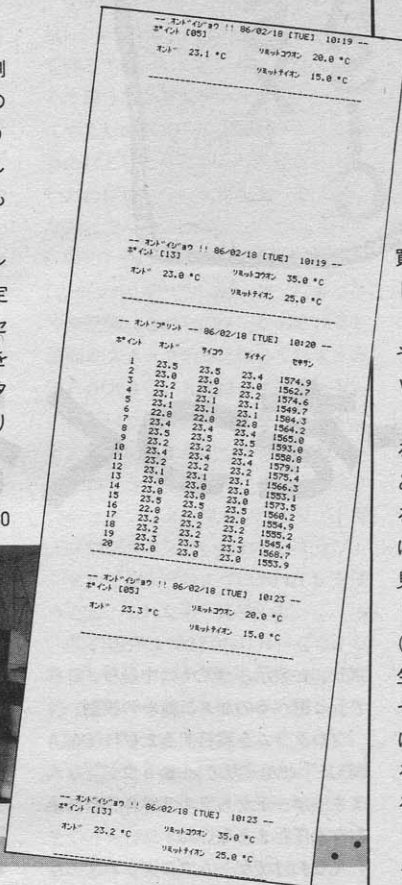 -- オンド゛イジ゛ョウ !! 86/02/18 [TUE] 10:19 --
ホ゜イント [05]
オンド゛ 23.1 °C リミットコウオン 20.0 °C
リミットテイオン 15.0 °C
-- オンド゛イジ゛ョウ !! 86/02/18 [TUE] 10:19 --
ホ゜イント [13]
オンド゛ 23.0 °C リミットコウオン 35.0 °C
リミットテイオン 25.0 °C
-- オンド゛プ゜リント -- 86/02/18 [TUE] 10:20 --
ホ゜イント オンド゛ サイコウ サイテイ セキサン
1 23.5 23.5 23.4 1574.9
2 23.0 23.0 23.0 1562.7
3 23.2 23.2 23.2 1574.6
4 23.1 23.1 23.1 1549.7
5 23.1 23.1 23.1 1584.3
6 22.8 22.8 22.8 1564.2
7 23.4 23.4 23.4 1565.0
8 23.5 23.5 23.5 1593.0
9 23.2 23.2 23.2 1558.8
10 23.4 23.4 23.4 1579.1
11 23.2 23.2 23.2 1575.4
12 23.1 23.1 23.1 1566.3
13 23.0 23.0 23.0 1553.1
14 23.0 23.0 23.0 1573.5
15 23.5 23.5 23.5 1560.2
16 22.8 22.8 22.8 1554.9
17 23.2 23.2 23.2 1555.2
18 23.2 23.2 23.2 1545.4
19 23.3 23.3 23.3 1568.7
20 23.0 23.0 23.0 1553.9
-- オンド゛イジ゛ョウ !! 86/02/18 [TUE] 10:23 --
ホ゜イント [05]
オンド゛ 23.3 °C リミットコウオン 20.0 °C
リミットテイオン 15.0 °C
-- オンド゛イジ゛ョウ !! 86/02/18 [TUE] 10:23 --
ホ゜イント [13]
オンド゛ 23.2 °C リミットコウオン 35.0 °C
リミットテイオン 25.0 °C